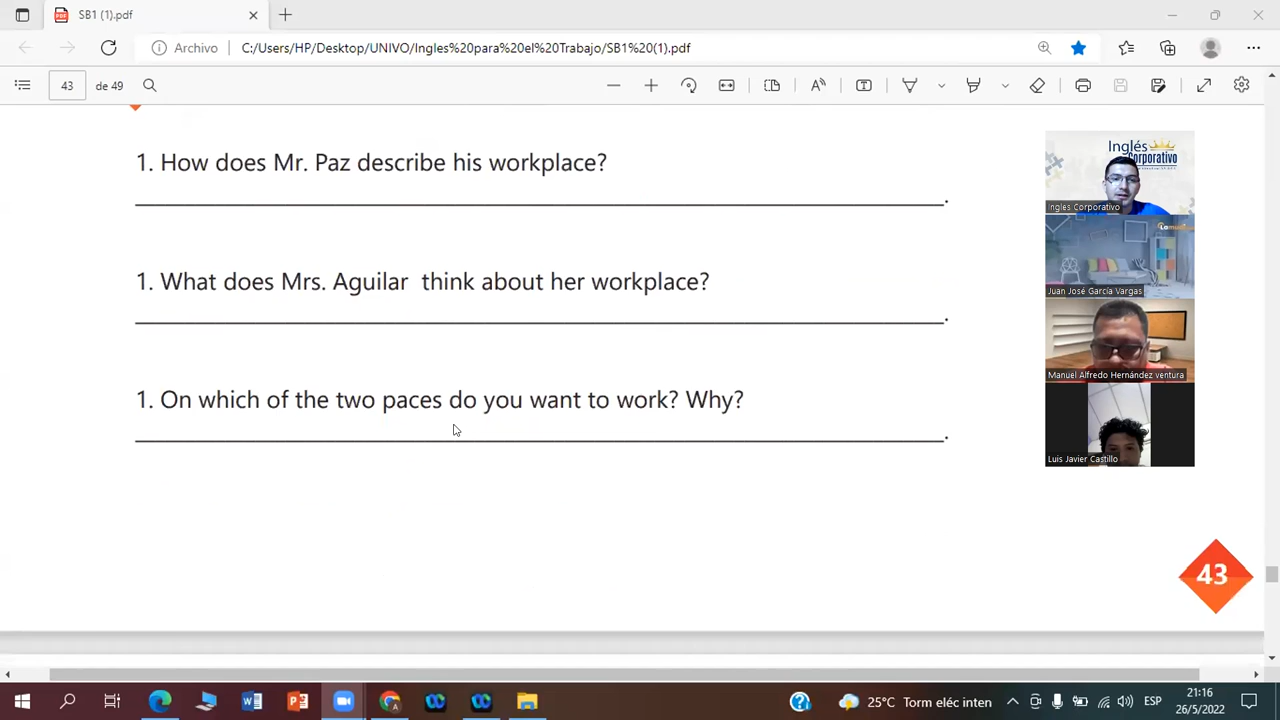 SB1 (1).pdf
Archivo
C:/Users/HP/Desktop/UNIVO/Ingles%20para%20el%20Trabajo/SB1%20(1).pdf
43 de 49
1. How does Mr. Paz describe his workplace?
1. What does Mrs. Aguilar think about her workplace?
1. On which of the two paces do you want to work? Why?
Inglés
Corporativo
Ingles Corporativo
Juan José García Vargas
Manuel Alfredo Hernández ventura
Luis Javier Castillo
43
25°C Torm eléc inten
ESP
21:16
26/5/2022